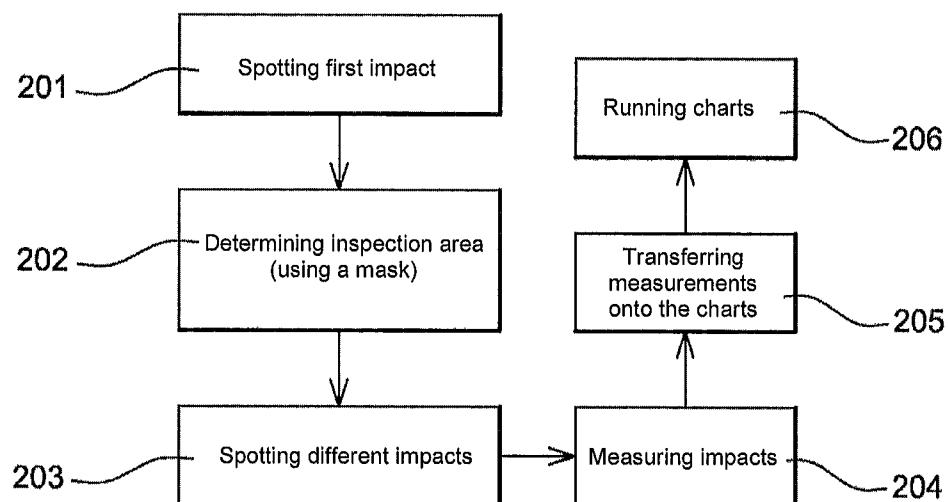 201
Spotting first impact
202
Determining inspection area
(using a mask)
203
Spotting different impacts
Measuring impacts
204
Transferring
measurements
onto the charts
205
Running charts
206